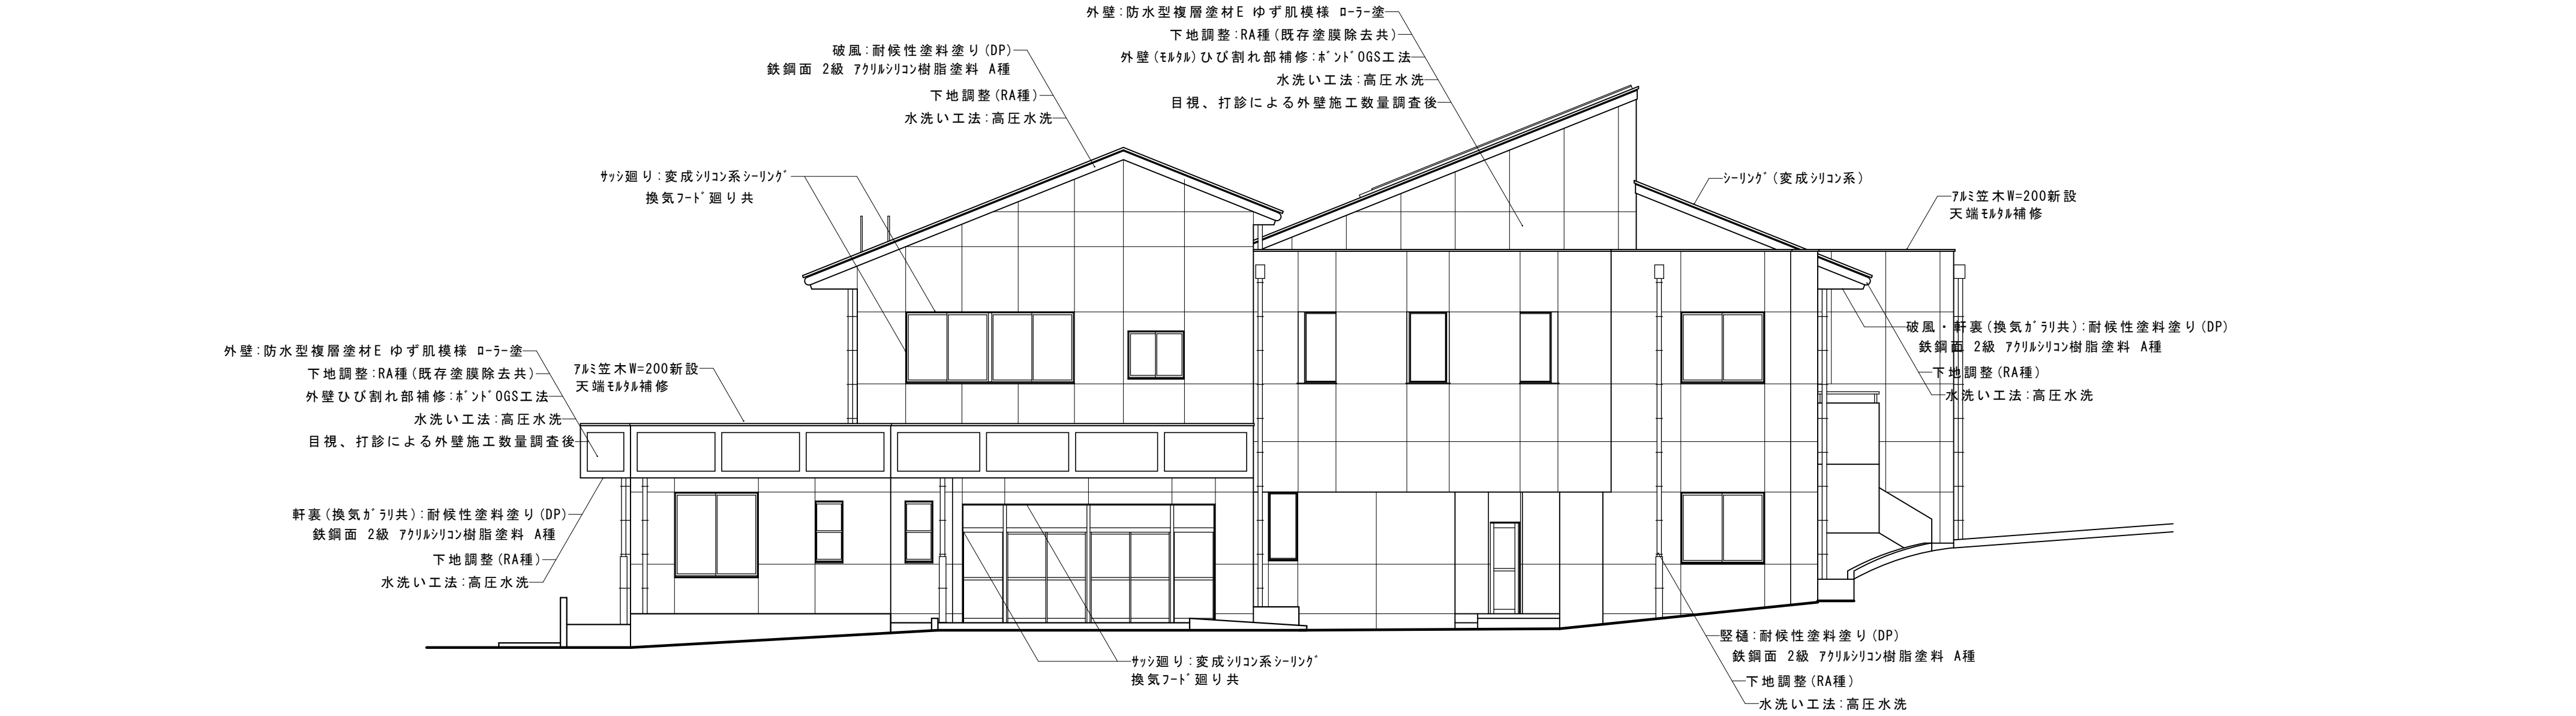 外壁:防水型複層塗材E ゆず肌模様 ﾛｰﾗｰ塗
下地調整:RA種(既存塗膜除去共)
外壁(ﾓﾙﾀﾙ)ひび割れ部補修:ﾎﾞﾝﾄﾞOGS工法
水洗い工法:高圧水洗
目視、打診による外壁施工数量調査後
破風:耐候性塗料塗り(DP)
鉄鋼面 2級 ｱｸﾘﾙｼﾘｺﾝ樹脂塗料 A種
下地調整(RA種)
水洗い工法:高圧水洗
ｻｯｼ廻り:変成ｼﾘｺﾝ系ｼｰﾘﾝｸﾞ
換気ﾌｰﾄﾞ廻り共
ｼｰﾘﾝｸﾞ(変成ｼﾘｺﾝ系)
ｱﾙﾐ笠木W=200新設
天端ﾓﾙﾀﾙ補修
破風・軒裏(換気ｶﾞﾗﾘ共):耐候性塗料塗り(DP)
鉄鋼面 2級 ｱｸﾘﾙｼﾘｺﾝ樹脂塗料 A種
下地調整(RA種)
水洗い工法:高圧水洗
外壁:防水型複層塗材E ゆず肌模様 ﾛｰﾗｰ塗
下地調整:RA種(既存塗膜除去共)
外壁ひび割れ部補修:ﾎﾞﾝﾄﾞOGS工法
水洗い工法:高圧水洗
目視、打診による外壁施工数量調査後
ｱﾙﾐ笠木W=200新設
天端ﾓﾙﾀﾙ補修
軒裏(換気ｶﾞﾗﾘ共):耐候性塗料塗り(DP)
鉄鋼面 2級 ｱｸﾘﾙｼﾘｺﾝ樹脂塗料 A種
下地調整(RA種)
水洗い工法:高圧水洗
ｻｯｼ廻り:変成ｼﾘｺﾝ系ｼｰﾘﾝｸﾞ
換気ﾌｰﾄﾞ廻り共
竪樋:耐候性塗料塗り(DP)
鉄鋼面 2級 ｱｸﾘﾙｼﾘｺﾝ樹脂塗料 A種
下地調整(RA種)
水洗い工法:高圧水洗